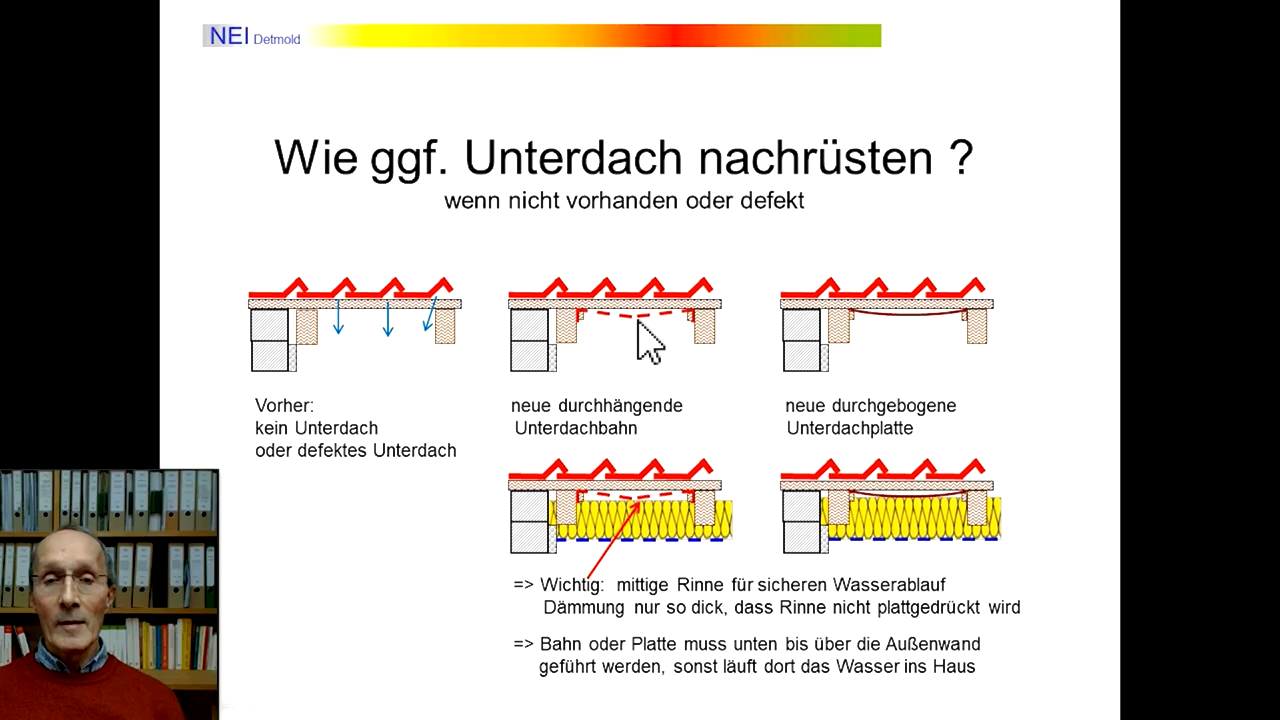 NEI Detmold
Wie ggf. Unterdach nachrüsten ?
wenn nicht vorhanden oder defekt
Vorher:
kein Unterdach
oder defektes Unterdach
neue durchhängende
Unterdachbahn
neue durchgebogene
Unterdachplatte
=> Wichtig: mittige Rinne für sicheren Wasserablauf
Dämmung nur so dick, dass Rinne nicht plattgedrückt wird
=> Bahn oder Platte muss unten bis über die Außenwand
geführt werden, sonst läuft dort das Wasser ins Haus